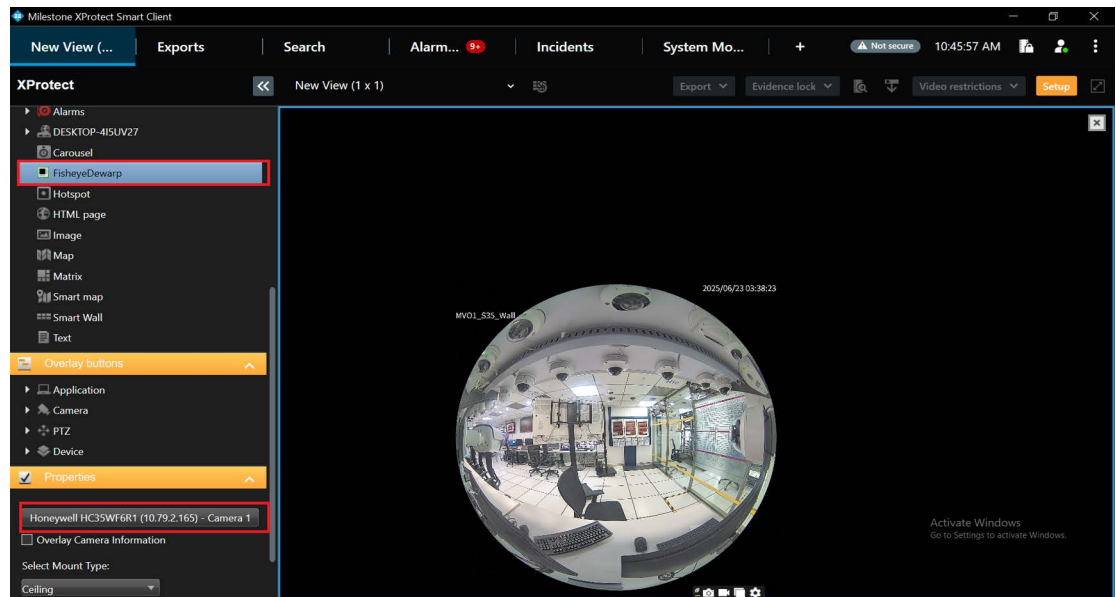 Milestone XProtect Smart Client
New View (... Exports Search Alarm... 9+ Incidents System Mo... + Not secure 10:45:57 AM
XProtect New View (1 x 1) Export Evidence lock Video restrictions Setup
Alarms
DESKTOP-4I5UV27
Carousel
FisheyeDewarp
Hotspot
HTML page
Image
Map
Matrix
Smart map
Smart Wall
Text
Overlay buttons
Application
Camera
PTZ
Device
Properties
Honeywell HC35WF6R1 (10.79.2.165) - Camera 1
Overlay Camera Information
Select Mount Type:
Ceiling
2025/06/23 03:38:23
MVO1_S35_Wall
Activate Windows
Go to Settings to activate Windows.